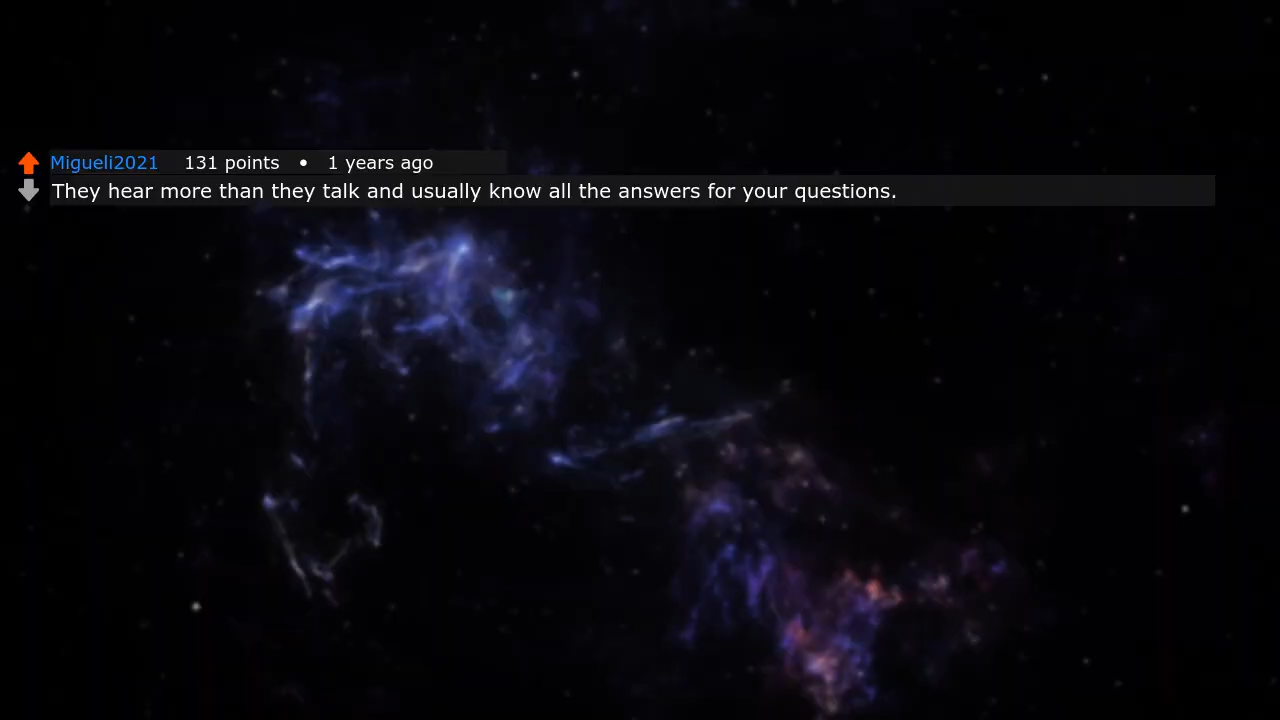 Migueli2021 131 points • 1 years ago
They hear more than they talk and usually know all the answers for your questions.